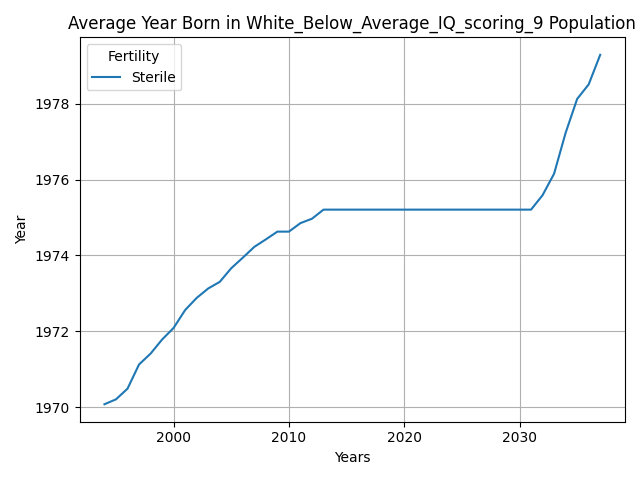 Average Year Born in White_Below_Average_IQ_scoring_9 Population
Fertility
Sterile
1978
1976
1974
1972
1970
Year
2000 2010 2020 2030
Years